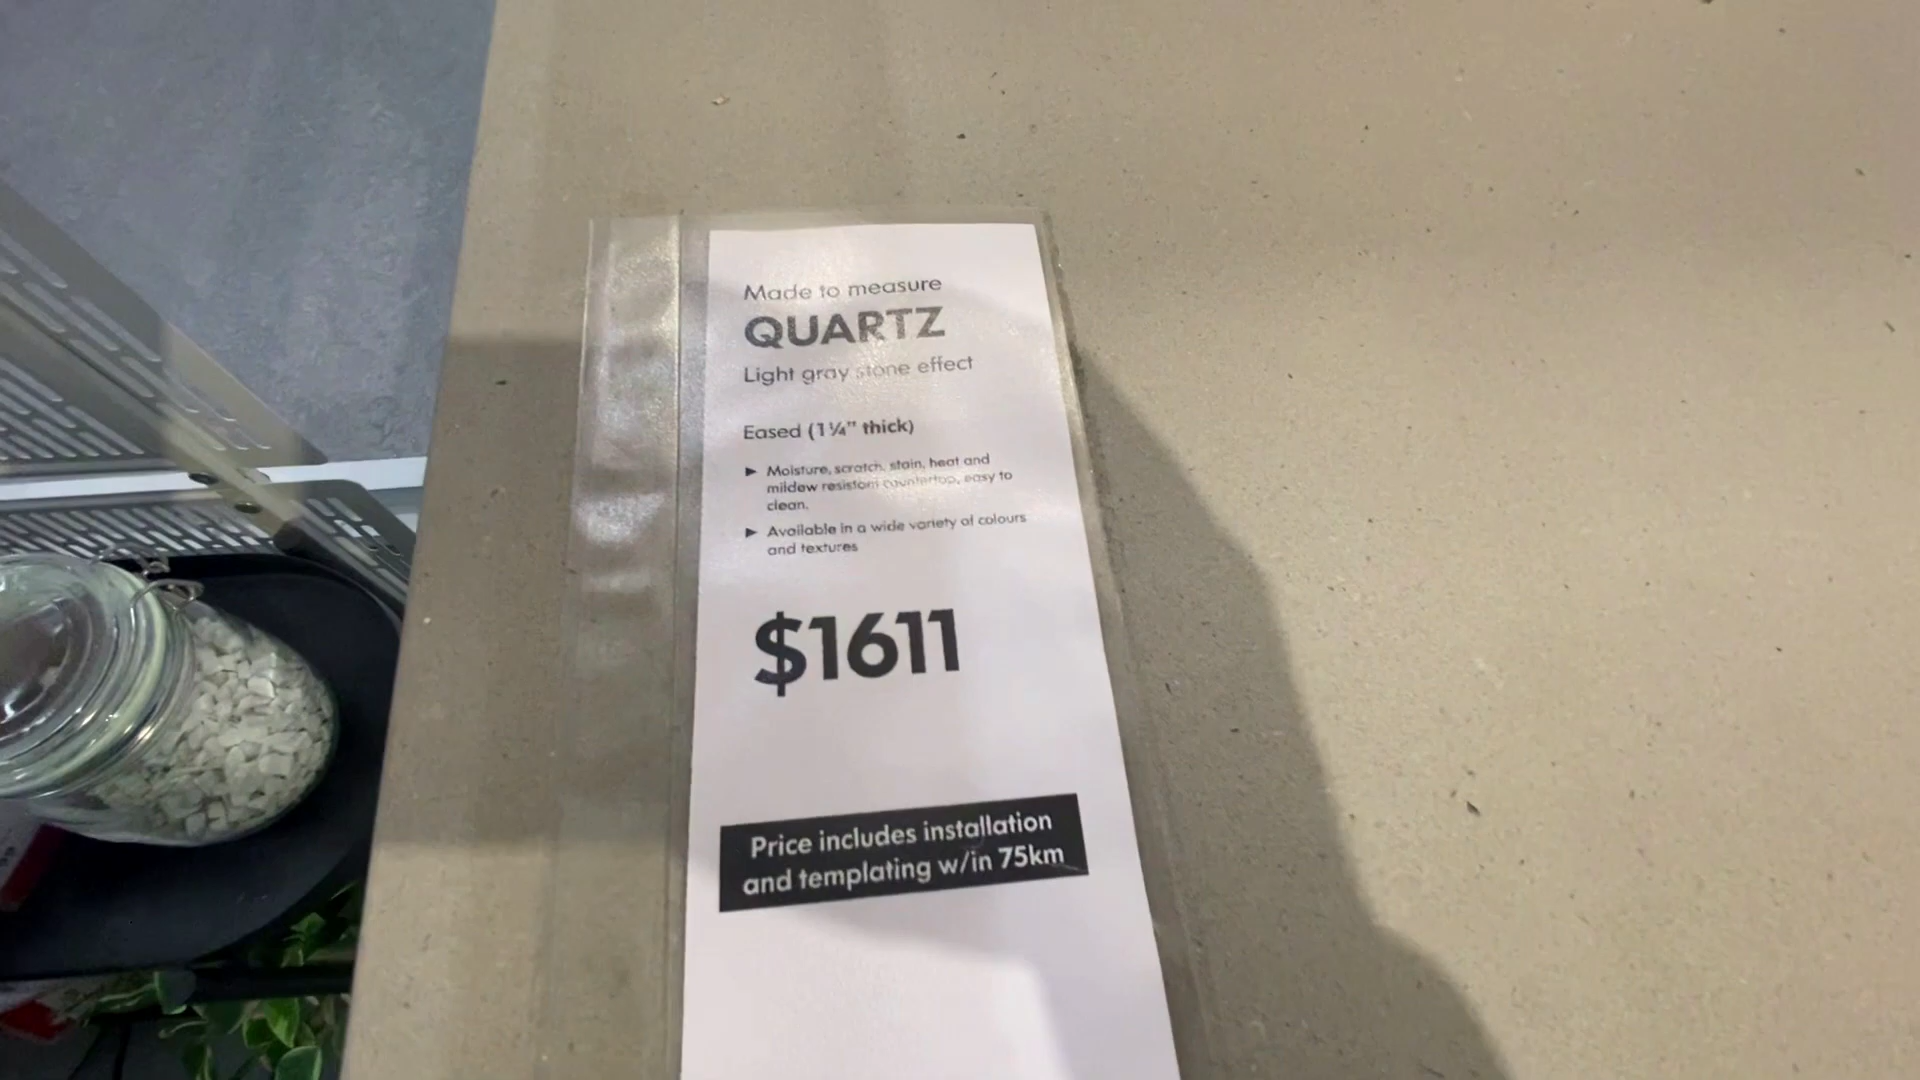 Made to measure
QUARTZ
Light gray stone effect
Eased (1¼" thick)
► Moisture, scratch, stain, heat and
mildew resistant countertop, easy to
clean.
► Available in a wide variety of colours
and textures
$1611
Price includes installation
and templating w/in 75km